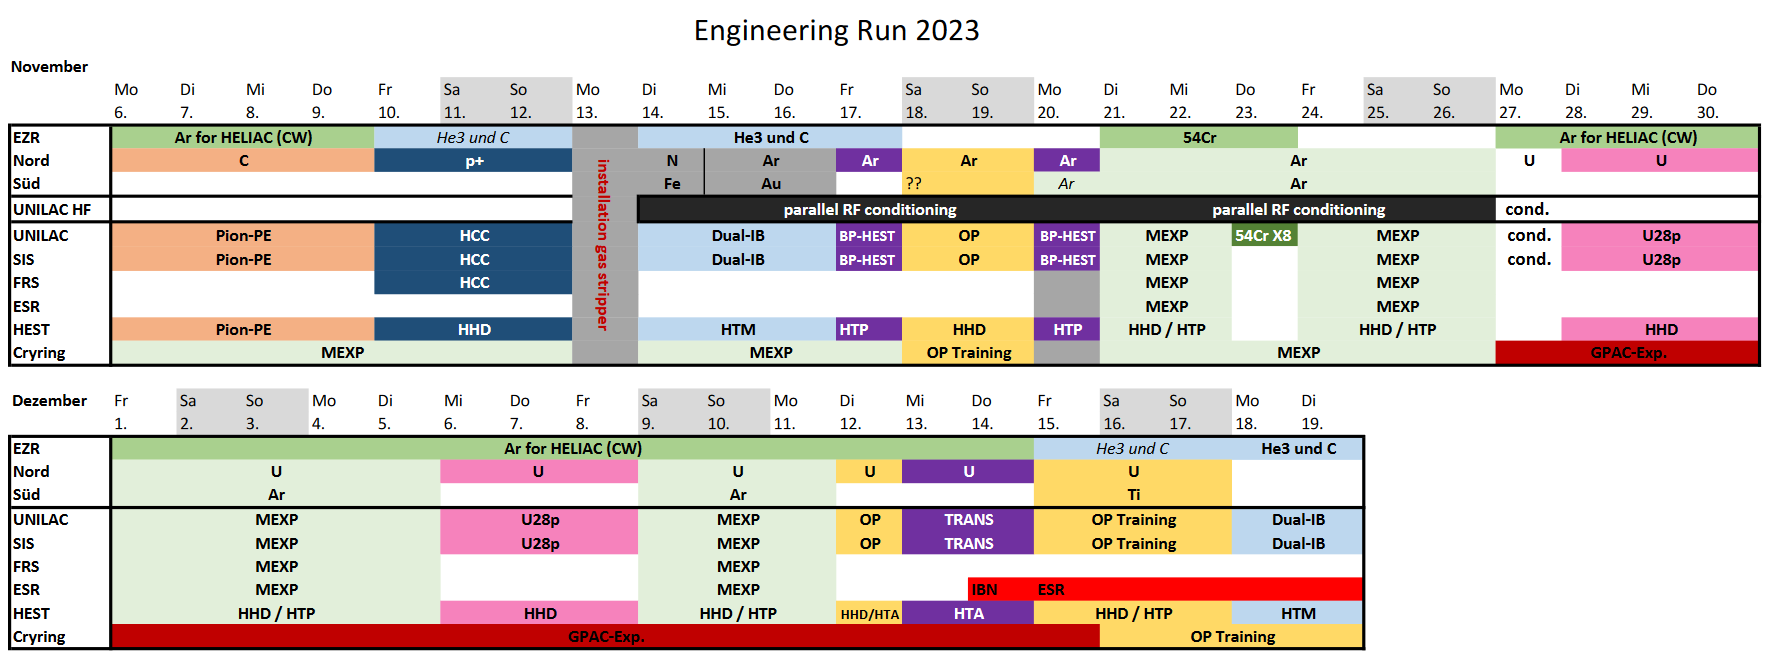 Engineering Run 2023
November
Mo Di Mi Do Fr Sa So Mo Di Mi Do Fr Sa So Mo Di Mi Do Fr Sa So Mo Di Mi Do
6. 7. 8. 9. 10. 11. 12. 13. 14. 15. 16. 17. 18. 19. 20. 21. 22. 23. 24. 25. 26. 27. 28. 29. 30.
EZR Ar for HELIAC (CW) He3 und C He3 und C 54Cr Ar for HELIAC (CW)
Nord C p+ N Ar Ar Ar Ar Ar U U
Süd Fe Au ?? Ar Ar
installation gas stripper
UNILAC HF parallel RF conditioning parallel RF conditioning cond.
UNILAC Pion-PE HCC Dual-IB BP-HEST OP BP-HEST MEXP 54Cr X8 MEXP cond. U28p
SIS Pion-PE HCC Dual-IB BP-HEST OP BP-HEST MEXP MEXP cond. U28p
FRS HCC MEXP MEXP
ESR MEXP MEXP
HEST Pion-PE HHD HTM HTP HHD HTP HHD / HTP HHD / HTP HHD
Cryring MEXP MEXP OP Training MEXP GPAC-Exp.
Dezember Fr Sa So Mo Di Mi Do Fr Sa So Mo Di Mi Do Fr Sa So Mo Di
1. 2. 3. 4. 5. 6. 7. 8. 9. 10. 11. 12. 13. 14. 15. 16. 17. 18. 19.
EZR Ar for HELIAC (CW) He3 und C He3 und C
Nord U U U U U U
Süd Ar Ar Ti
UNILAC MEXP U28p MEXP OP TRANS OP Training Dual-IB
SIS MEXP U28p MEXP OP TRANS OP Training Dual-IB
FRS MEXP MEXP
ESR MEXP MEXP IBN ESR
HEST HHD / HTP HHD HHD / HTP HHD/HTA HTA HHD / HTP HTM
Cryring GPAC-Exp. OP Training